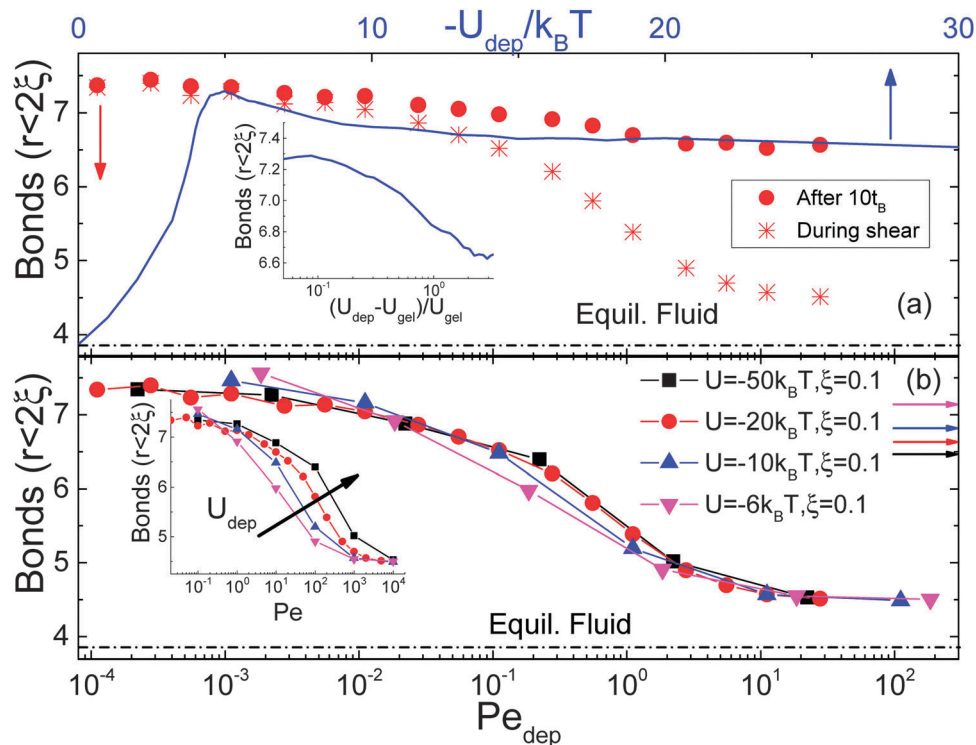 -U_dep/k_BT
0 10 20 30
(a)
Bonds (r<2ξ)
7
6
5
4
After 10t_B
During shear
Bonds (r<2ξ)
7.4
7.2
7.0
6.8
6.6
10^-1 10^0
(U_dep-U_gel)/U_gel
Equil. Fluid
(b)
Bonds (r<2ξ)
7
6
5
4
U=-50k_BT,ξ=0.1
U=-20k_BT,ξ=0.1
U=-10k_BT,ξ=0.1
U=-6k_BT,ξ=0.1
Bonds (r<2ξ)
7
6
5
U_dep
10^-1 10^0 10^1 10^2 10^3 10^4
Pe
Equil. Fluid
10^-4 10^-3 10^-2 10^-1 10^0 10^1 10^2
Pe_dep